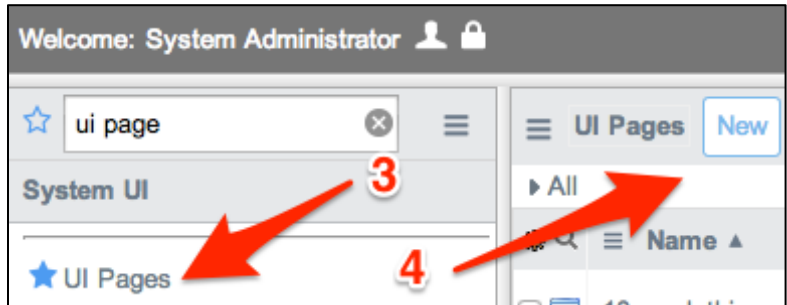 Welcome: System Administrator
ui page
System UI
3
UI Pages
UI Pages New
All
4
Name